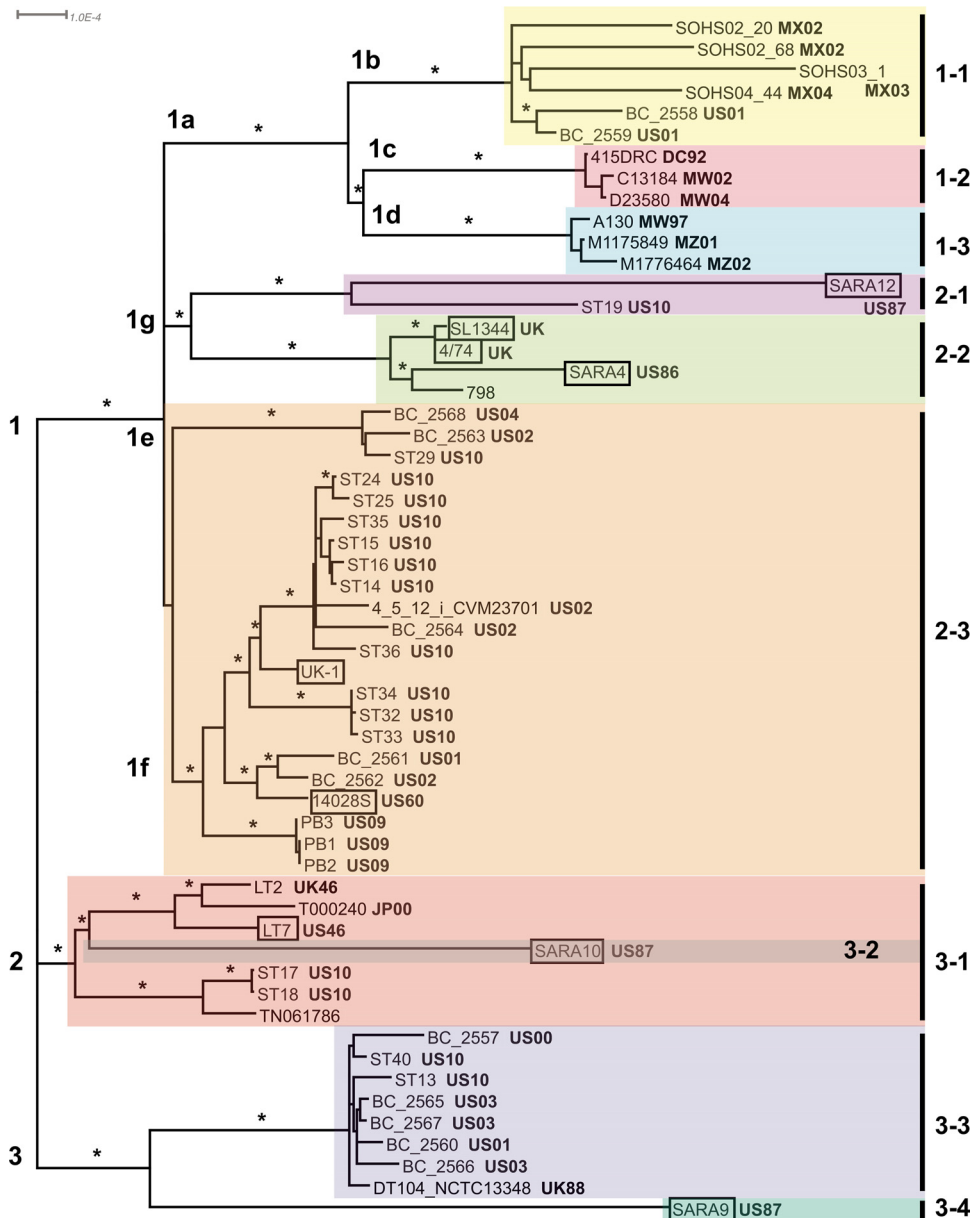 1.0E-4
SOHS02_20 MX02
1b
*
SOHS02_68 MX02
SOHS03_1
1-1
SOHS04_44 MX04 MX03
1a
*
*
BC_2558 US01
BC_2559 US01
1c
*
415DRC DC92
*
C13184 MW02
1-2
D23580 MW04
1d
*
A130 MW97
M1175849 MZ01
1-3
M1776464 MZ02
*
SARA12
2-1
ST19 US10
US87
1g
*
*
SL1344 UK
*
4/74 UK
2-2
*
SARA4 US86
798
1
*
1e
*
BC_2568 US04
BC_2563 US02
ST29 US10
*
ST24 US10
ST25 US10
ST35 US10
ST15 US10
ST16 US10
ST14 US10
*
4_5_12_i_CVM23701 US02
*
BC_2564 US02
2-3
ST36 US10
*
UK-1
*
ST34 US10
ST32 US10
ST33 US10
1f
*
*
*
BC_2561 US01
BC_2562 US02
14028S US60
*
PB3 US09
PB1 US09
PB2 US09
*
*
LT2 UK46
T000240 JP00
*
LT7 US46
2
*
SARA10 US87
3-2
3-1
*
*
ST17 US10
ST18 US10
TN061786
BC_2557 US00
ST40 US10
ST13 US10
BC_2565 US03
*
BC_2567 US03
3-3
BC_2560 US01
3
*
BC_2566 US03
DT104_NCTC13348 UK88
SARA9 US87
3-4